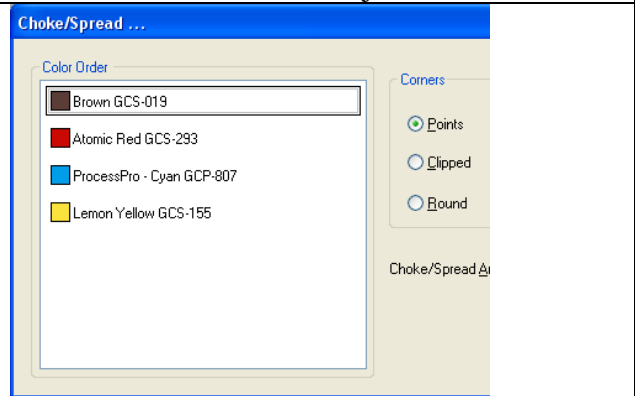 Choke/Spread ...
Color Order
Brown GCS-019
Atomic Red GCS-293
ProcessPro - Cyan GCP-807
Lemon Yellow GCS-155
Corners
Points
Clipped
Round
Choke/Spread